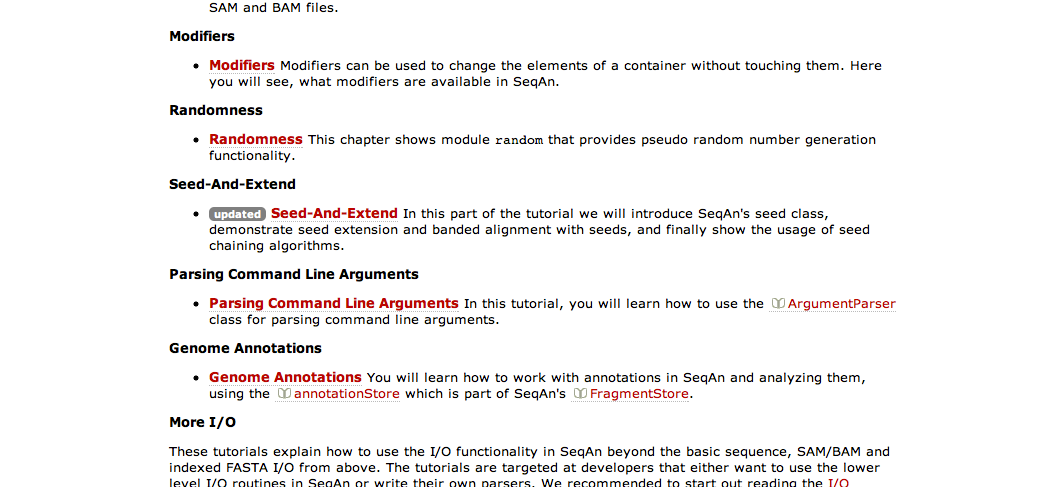 SAM and BAM files.
Modifiers
• Modifiers Modifiers can be used to change the elements of a container without touching them. Here
you will see, what modifiers are available in SeqAn.
Randomness
• Randomness This chapter shows module random that provides pseudo random number generation
functionality.
Seed-And-Extend
• updated Seed-And-Extend In this part of the tutorial we will introduce SeqAn's seed class,
demonstrate seed extension and banded alignment with seeds, and finally show the usage of seed
chaining algorithms.
Parsing Command Line Arguments
• Parsing Command Line Arguments In this tutorial, you will learn how to use the ArgumentParser
class for parsing command line arguments.
Genome Annotations
• Genome Annotations You will learn how to work with annotations in SeqAn and analyzing them,
using the annotationStore which is part of SeqAn's FragmentStore.
More I/O
These tutorials explain how to use the I/O functionality in SeqAn beyond the basic sequence, SAM/BAM and
indexed FASTA I/O from above. The tutorials are targeted at developers that either want to use the lower
level I/O routines in SeqAn or write their own parsers. We recommended to start out reading the I/O